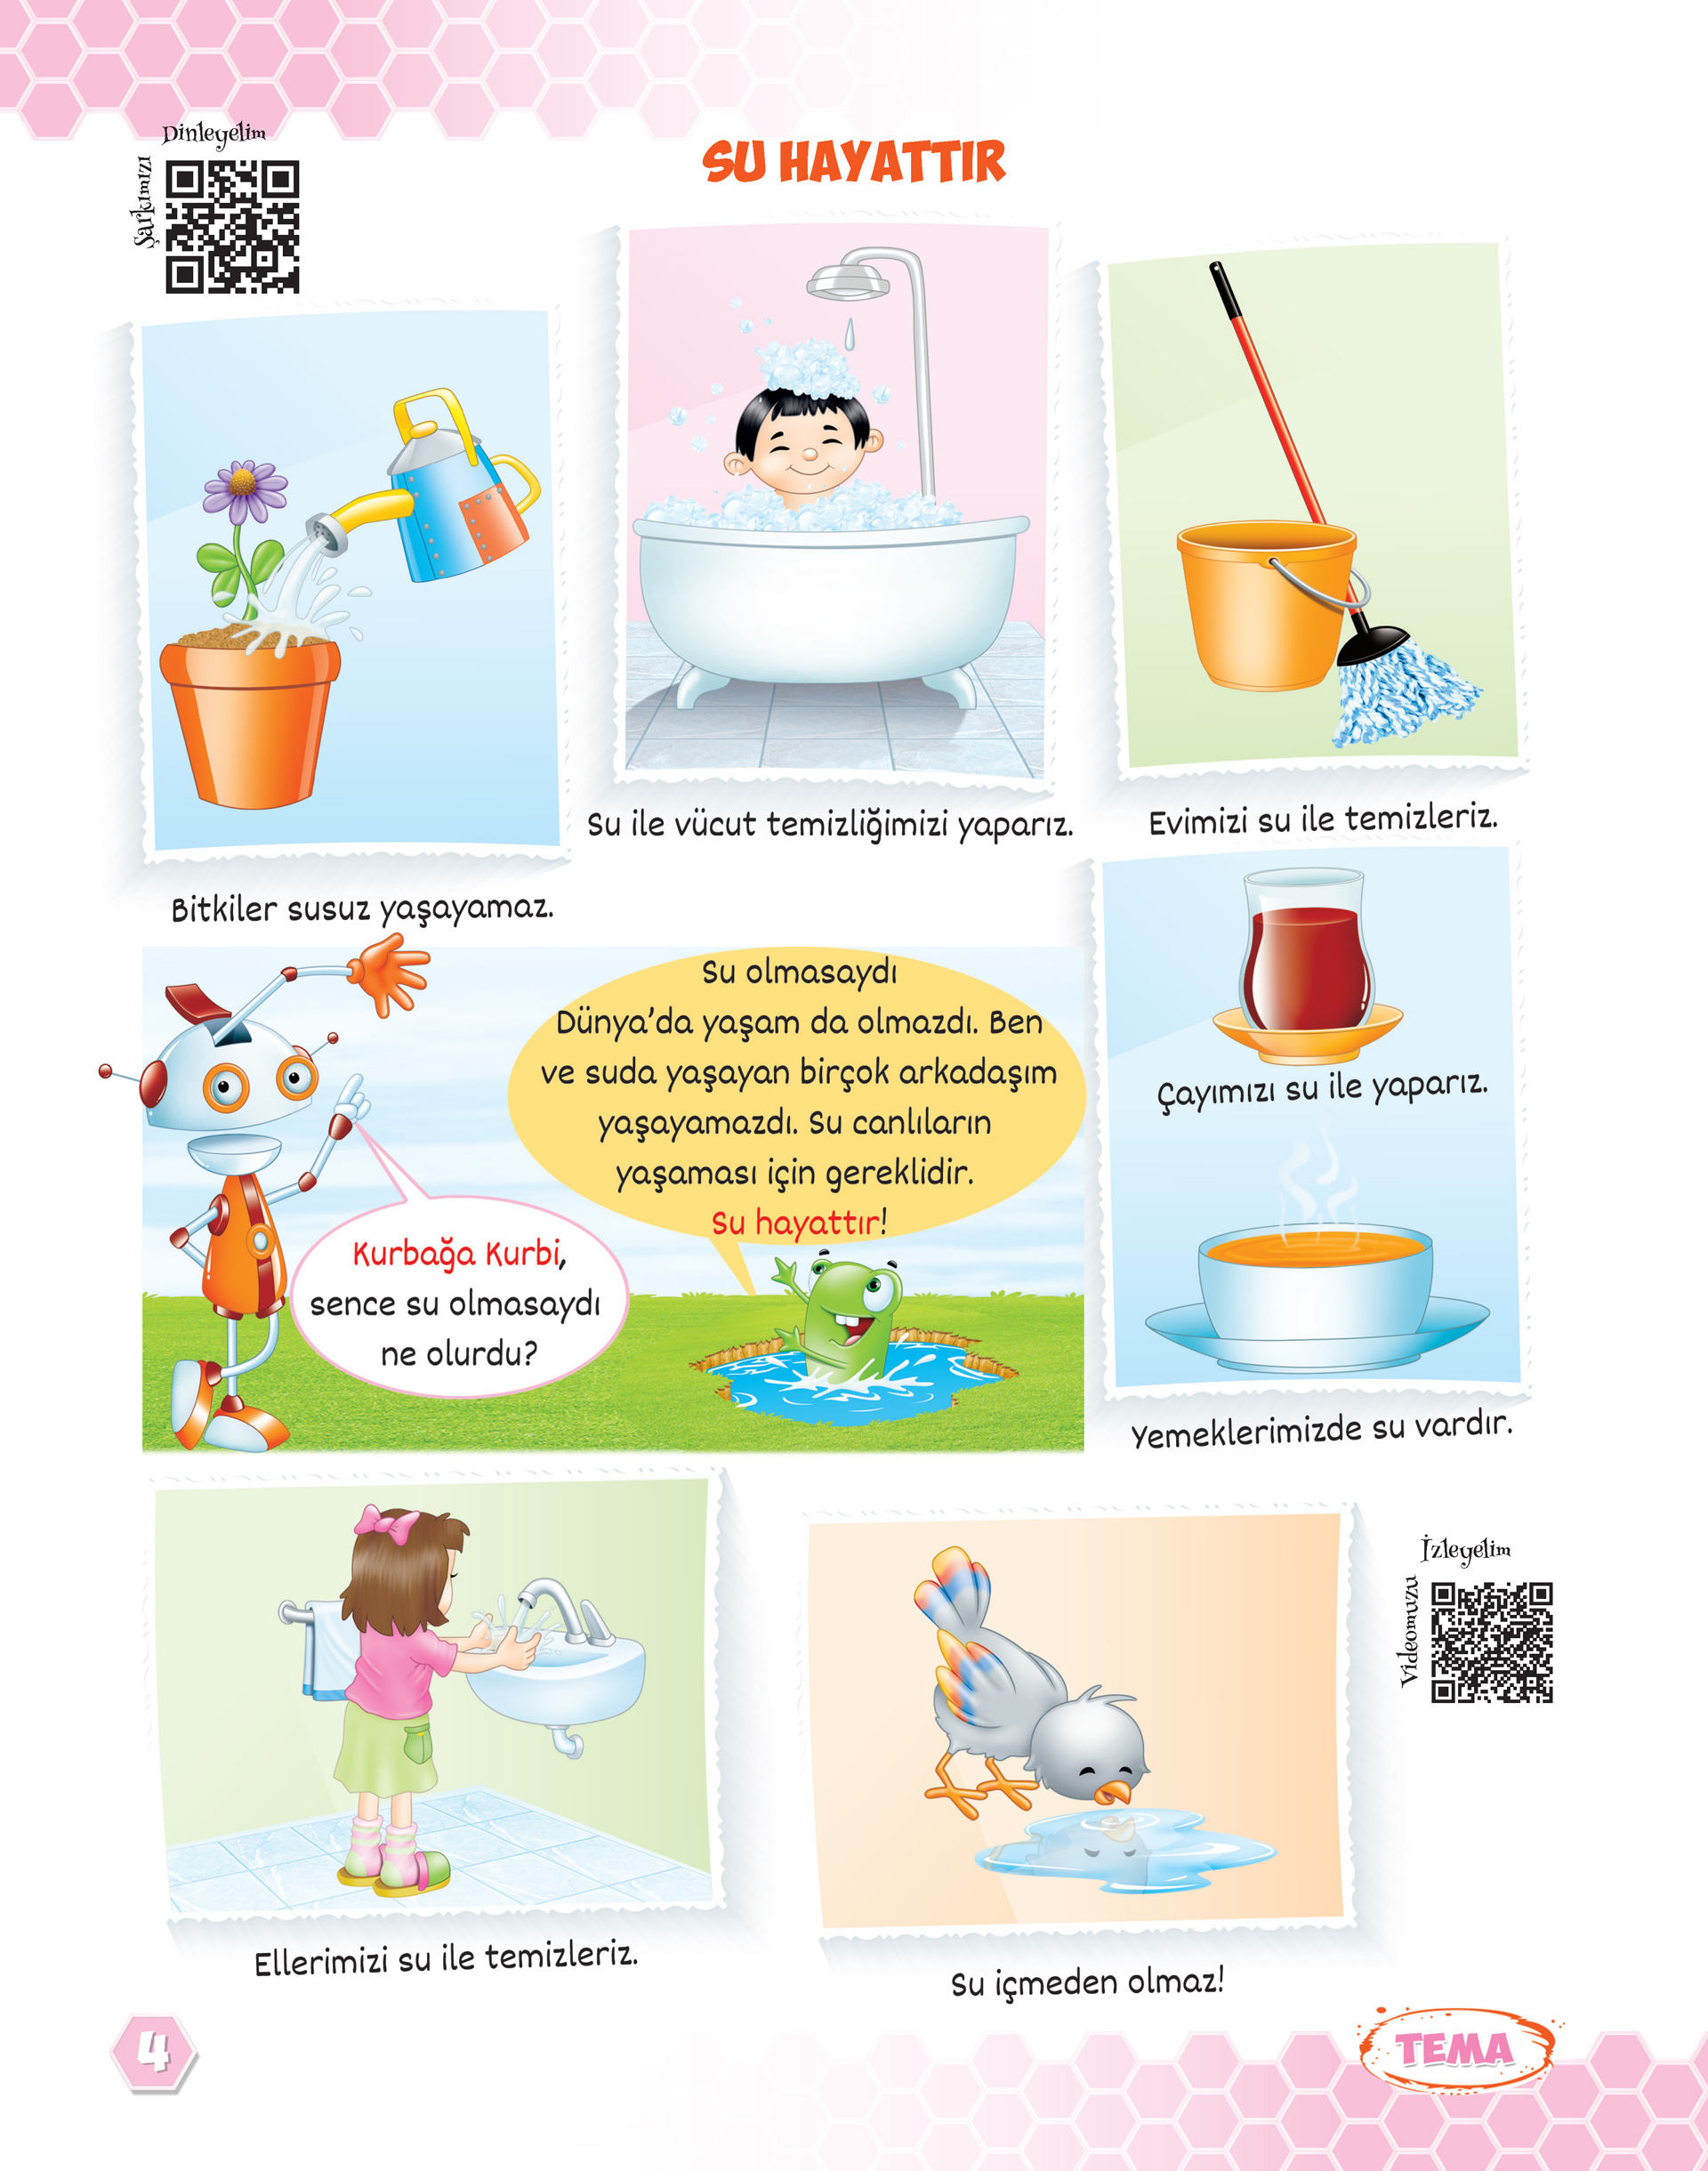 Dinleyelim
Şarkımızı
SU HAYATTIR
Su ile vücut temizliğimizi yaparız.
Evimizi su ile temizleriz.
Bitkiler susuz yaşayamaz.
Su olmasaydı
Dünya’da yaşam da olmazdı. Ben
ve suda yaşayan birçok arkadaşım
yaşayamazdı. Su canlıların
yaşaması için gereklidir.
Su hayattır!
Kurbağa Kurbi,
sence su olmasaydı
ne olurdu?
Çayımızı su ile yaparız.
Yemeklerimizde su vardır.
İzleyelim
Videomuzu
Ellerimizi su ile temizleriz.
Su içmeden olmaz!
4
TEMA